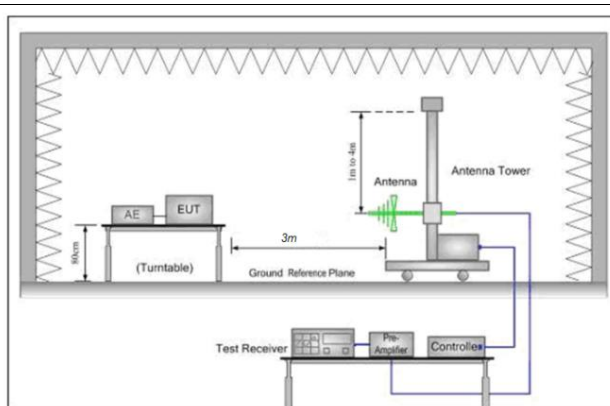 1m to 4m
Antenna Tower
Antenna
AE
EUT
80cm
(Turntable)
3m
Ground Reference Plane
Test Receiver
Pre-
Amplifier
Controller